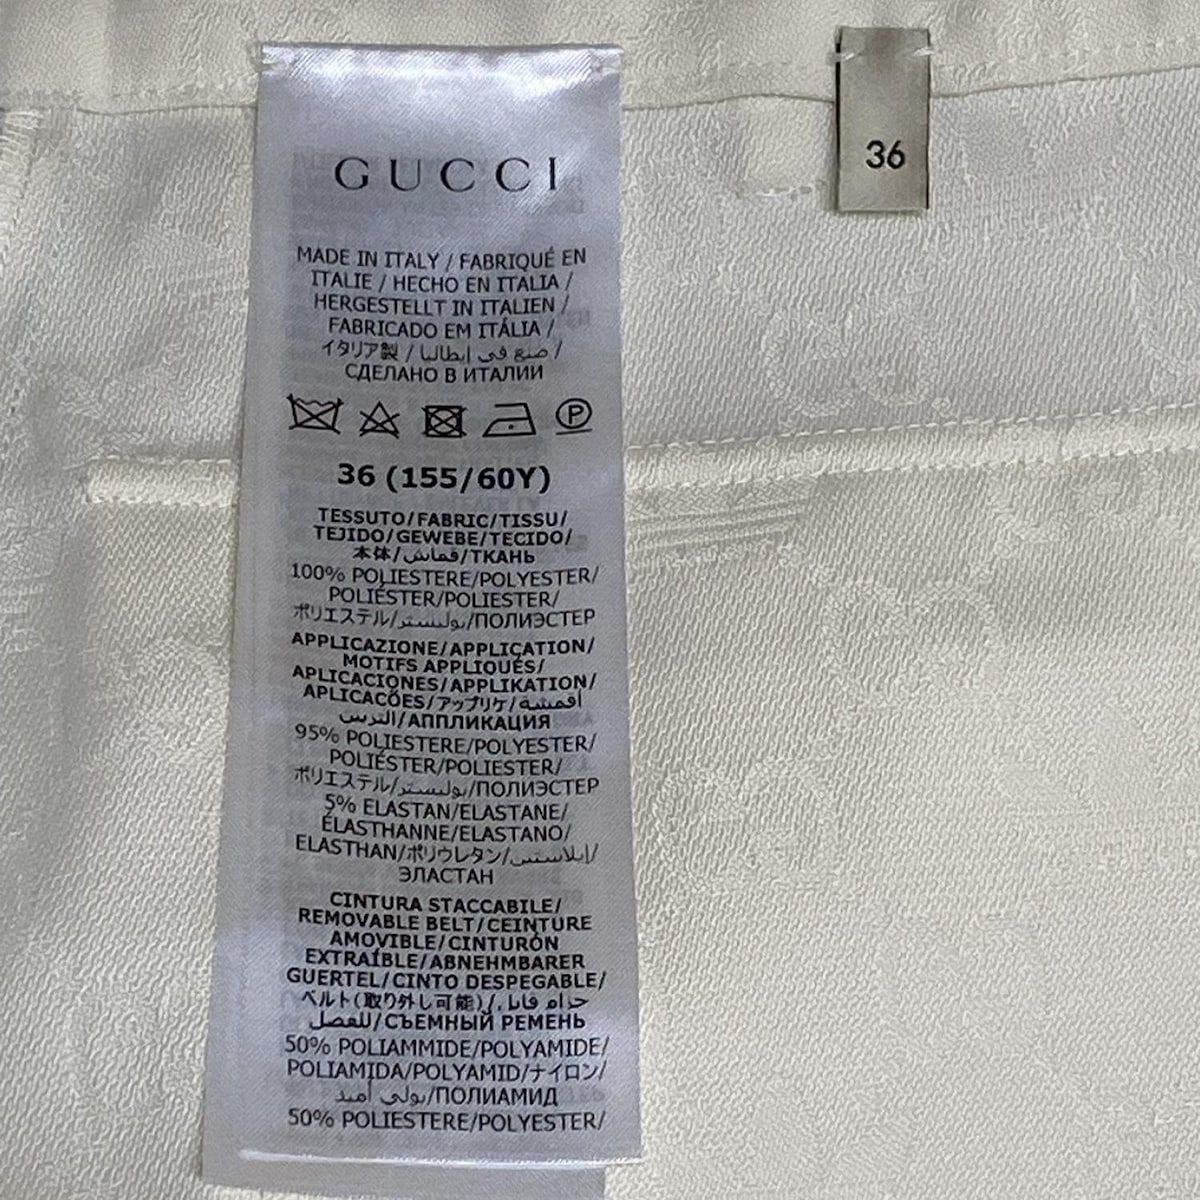 GUCCI
36
MADE IN ITALY / FABRIQUÉ EN
ITALIE / HECHO EN ITALIA /
HERGESTELLT IN ITALIEN /
FABRICADO EM ITÁLIA /
イタリア製 / صنع في إيطاليا /
СДЕЛАНО В ИТАЛИИ
P
36 (155/60Y)
TESSUTO/FABRIC/TISSU/
TEJIDO/GEWEBE/TECIDO/
本体/قماش/ТКАНЬ
100% POLIESTERE/POLYESTER/
POLIÉSTER/POLIESTER/
ポリエステル/بوليستر/ПОЛИЭСТЕР
APPLICAZIONE/APPLICATION/
MOTIFS APPLIQUÉS/
APLICACIONES/APPLIKATION/
APLICACÕES/アップリケ/أقمشة
الترس/АППЛИКАЦИЯ
95% POLIESTERE/POLYESTER/
POLIÉSTER/POLIESTER/
ポリエステル/بوليستر/ПОЛИЭСТЕР
5% ELASTAN/ELASTANE/
ÉLASTHANNE/ELASTANO/
ELASTHAN/ポリウレタン/إيلاستين/
ЭЛАСТАН
CINTURA STACCABILE/
REMOVABLE BELT/CEINTURE
AMOVIBLE/CINTURÓN
EXTRAÍBLE/ABNEHMBARER
GUERTEL/CINTO DESPEGABLE/
ベルト(取り外し可能)/حزام قابل
للفصل/СЪЕМНЫЙ РЕМЕНЬ
50% POLIAMMIDE/POLYAMIDE/
POLIAMIDA/POLYAMID/ナイロン/
بولي أميد/ПОЛИАМИД
50% POLIESTERE/POLYESTER/